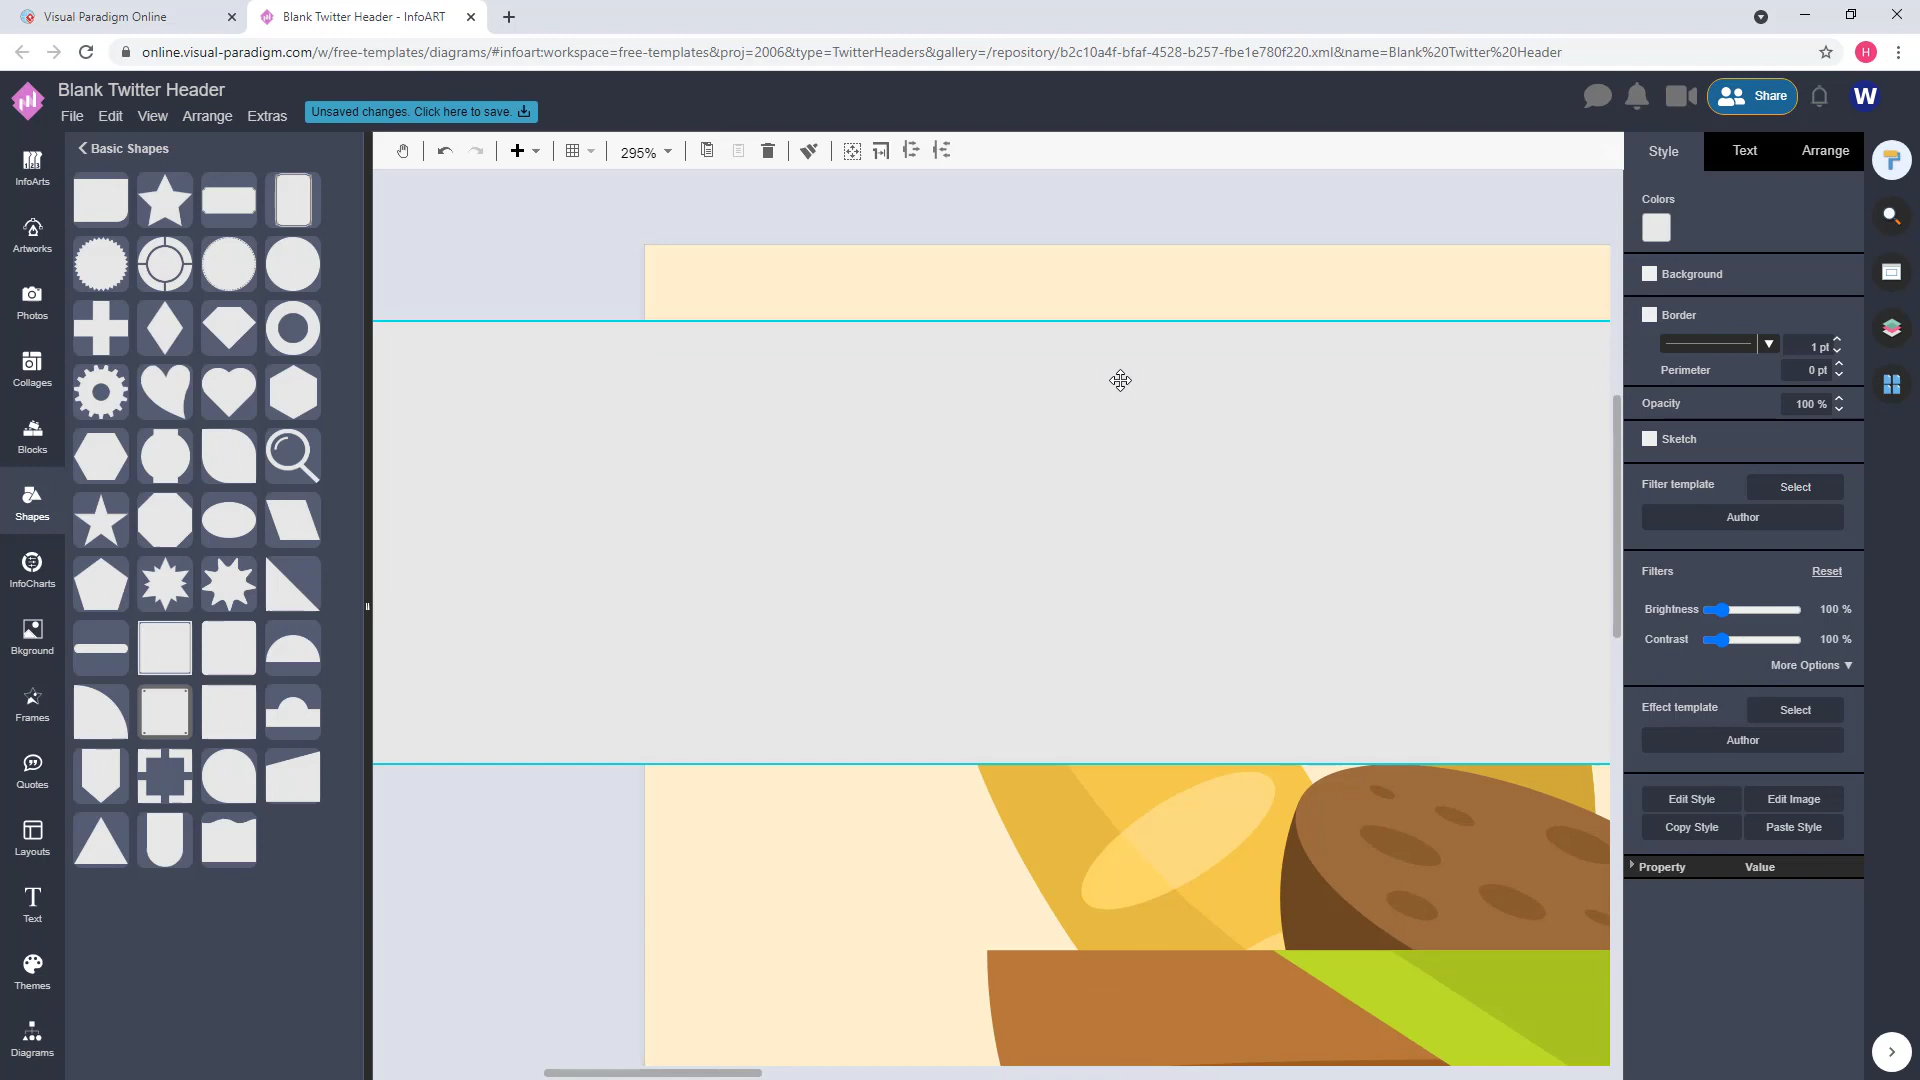 Visual Paradigm Online
Blank Twitter Header - InfoART
online.visual-paradigm.com/w/free-templates/diagrams/#infoart:workspace=free-templates&proj=2006&type=TwitterHeaders&gallery=/repository/b2c10a4f-bfaf-4528-b257-fbe1e780f220.xml&name=Blank%20Twitter%20Header
H
Blank Twitter Header
File Edit View Arrange Extras
Unsaved changes. Click here to save.
Share
W
InfoArts
Artworks
Photos
Collages
Blocks
Shapes
InfoCharts
Bkground
Frames
Quotes
Layouts
Text
Themes
Diagrams
Basic Shapes
295%
Style Text Arrange
Colors
Background
Border
1 pt
Perimeter 0 pt
Opacity 100 %
Sketch
Filter template Select
Author
Filters Reset
Brightness 100 %
Contrast 100 %
More Options ▼
Effect template Select
Author
Edit Style Edit Image
Copy Style Paste Style
Property Value